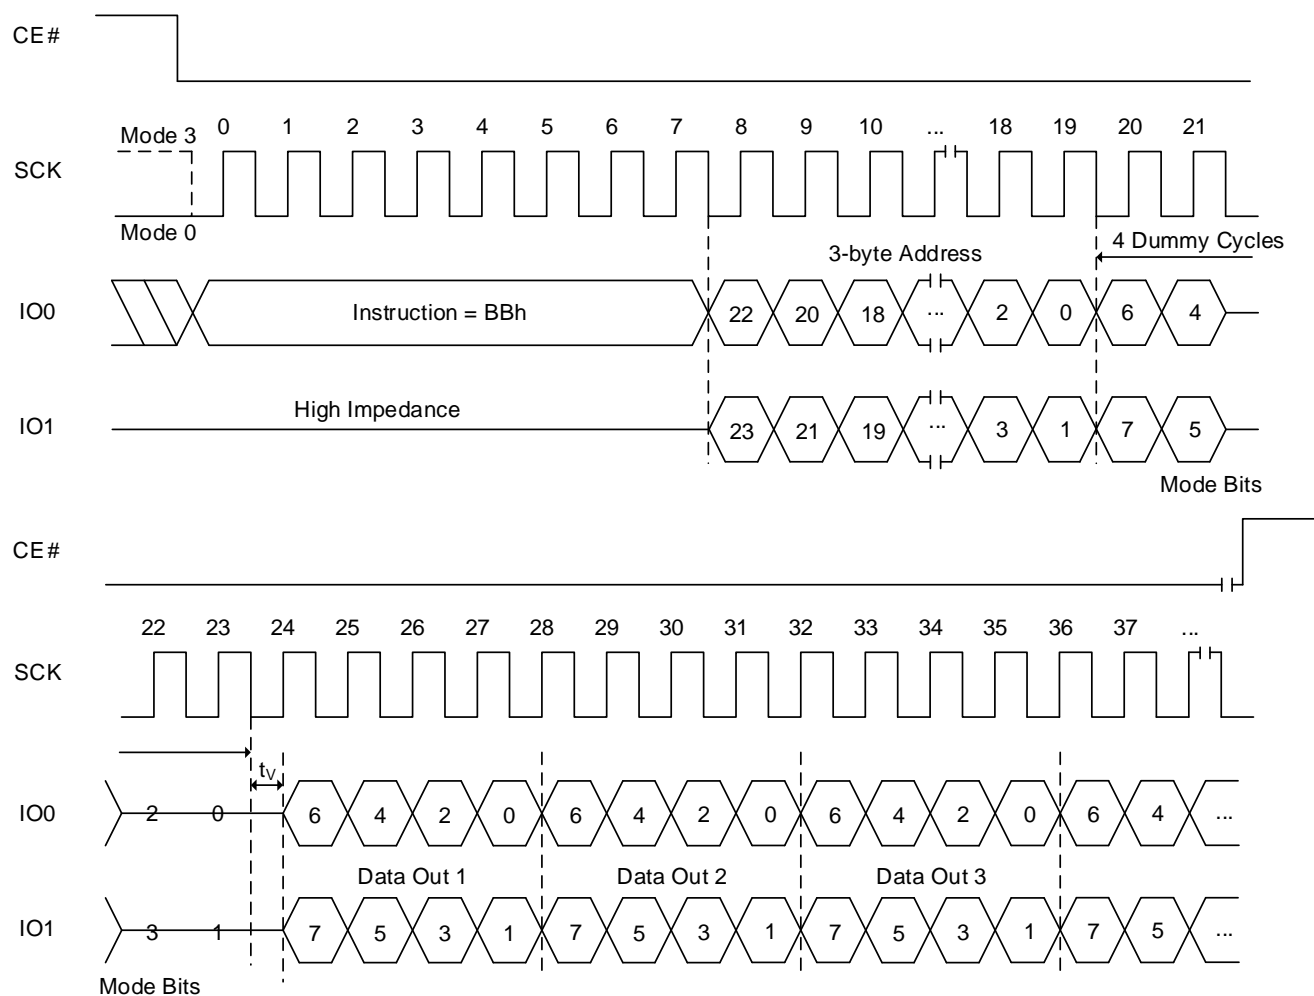 CE#
Mode 3 0 1 2 3 4 5 6 7 8 9 10 ... 18 19 20 21
SCK
Mode 0
3-byte Address 4 Dummy Cycles
IO0 Instruction = BBh 22 20 18 ... 2 0 6 4
High Impedance
IO1 23 21 19 ... 3 1 7 5
Mode Bits
CE#
22 23 24 25 26 27 28 29 30 31 32 33 34 35 36 37 ...
SCK
tV
IO0 2 0 6 4 2 0 6 4 2 0 6 4 2 0 6 4 ...
Data Out 1 Data Out 2 Data Out 3
IO1 3 1 7 5 3 1 7 5 3 1 7 5 3 1 7 5 ...
Mode Bits